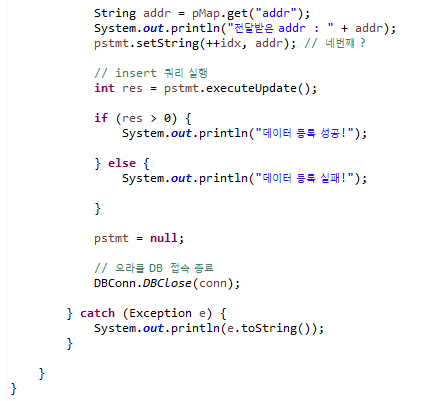 String addr = pMap.get("addr");
System.out.println("전달받은 addr : " + addr);
pstmt.setString(++idx, addr); // 네번째 ?
// insert 쿼리 실행
int res = pstmt.executeUpdate();
if (res > 0) {
System.out.println("데이터 등록 성공!");
} else {
System.out.println("데이터 등록 실패!");
}
pstmt = null;
// 오라클 DB 접속 종료
DBConn.DBClose(conn);
} catch (Exception e) {
System.out.println(e.toString());
}
}
}